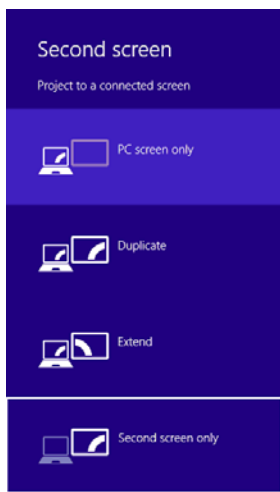 Second screen
Project to a connected screen
PC screen only
Duplicate
Extend
Second screen only